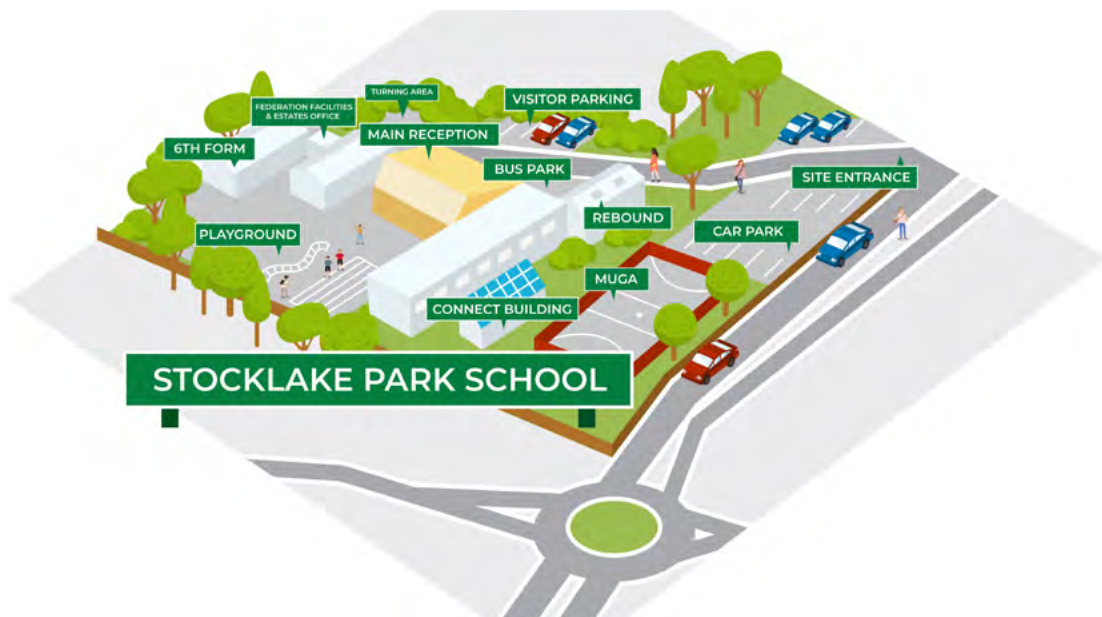 TURNING AREA
VISITOR PARKING
FEDERATION FACILITIES
& ESTATES OFFICE
MAIN RECEPTION
6TH FORM
BUS PARK
SITE ENTRANCE
REBOUND
PLAYGROUND
CAR PARK
MUGA
CONNECT BUILDING
STOCKLAKE PARK SCHOOL